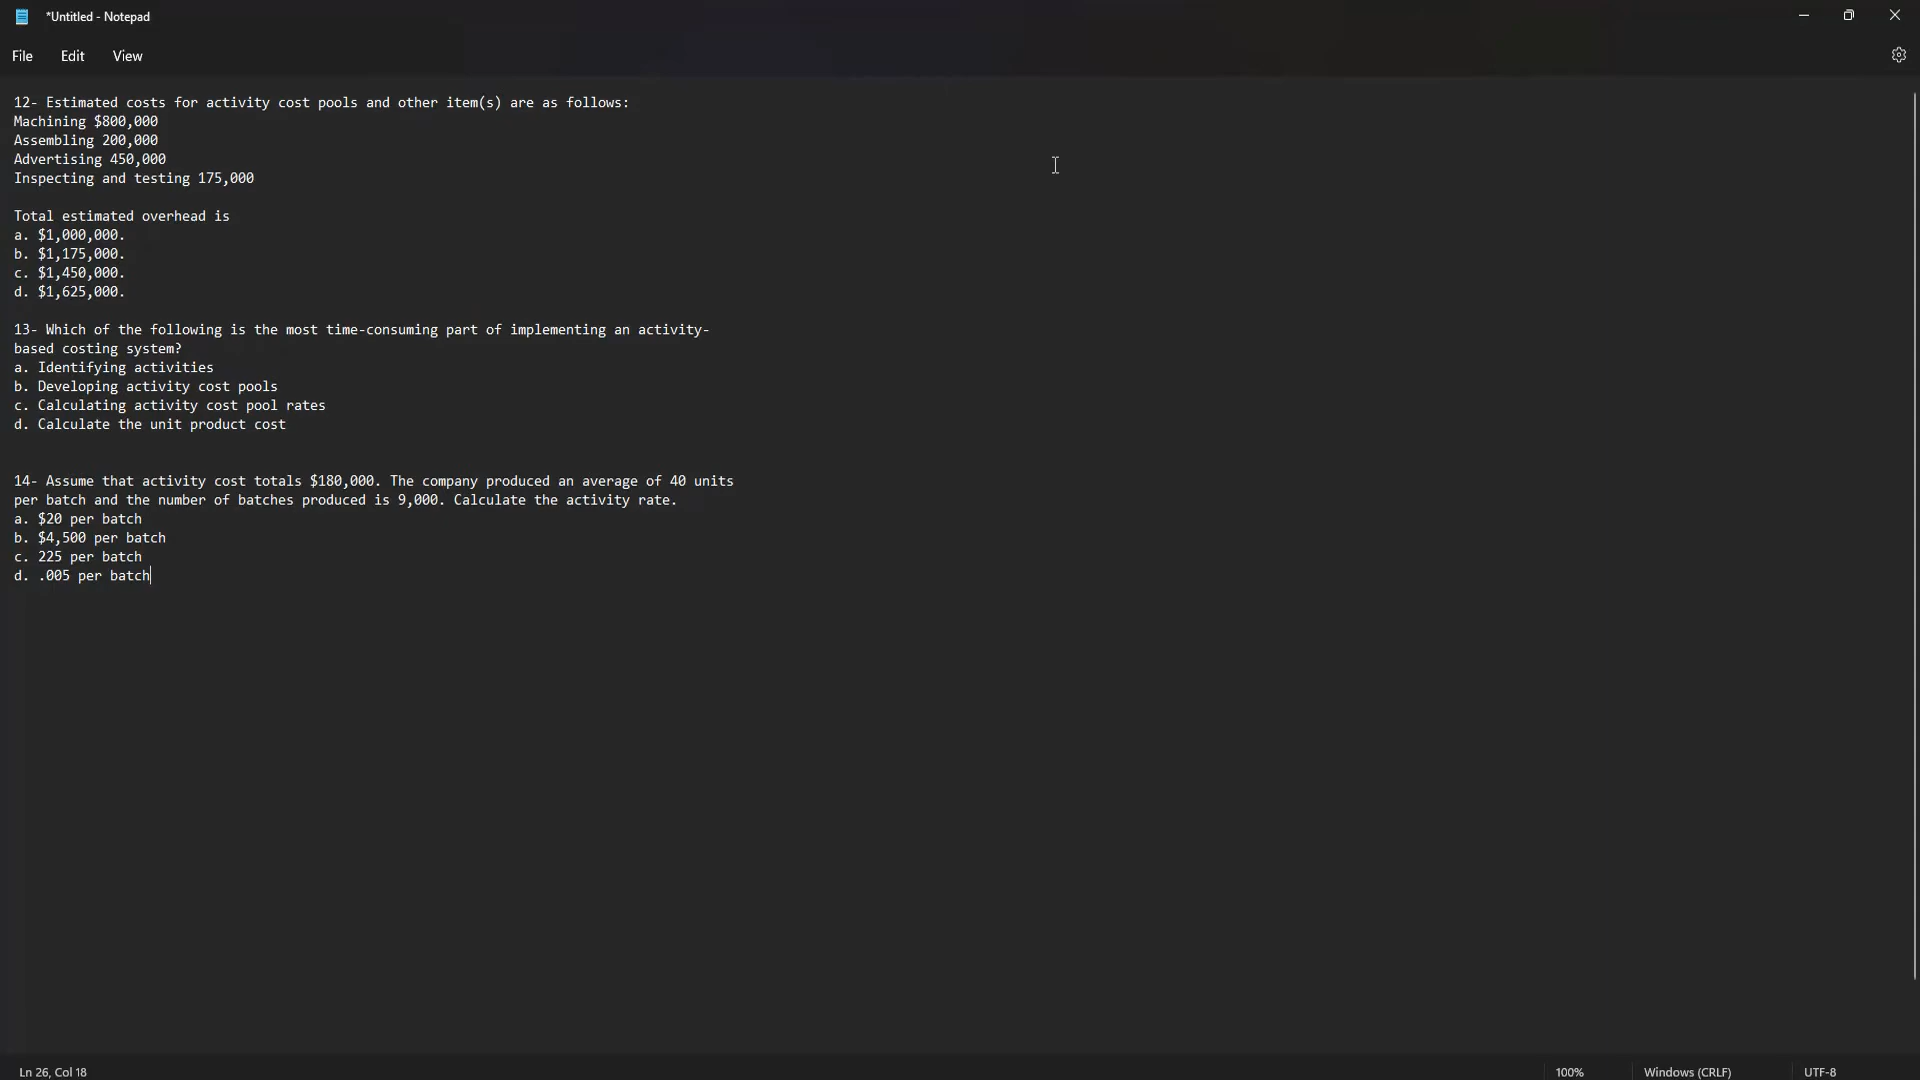 *Untitled - Notepad
File Edit View
12- Estimated costs for activity cost pools and other item(s) are as follows:
Machining $800,000
Assembling 200,000
Advertising 450,000
Inspecting and testing 175,000
Total estimated overhead is
a. $1,000,000.
b. $1,175,000.
c. $1,450,000.
d. $1,625,000.
13- Which of the following is the most time-consuming part of implementing an activity-
based costing system?
a. Identifying activities
b. Developing activity cost pools
c. Calculating activity cost pool rates
d. Calculate the unit product cost
14- Assume that activity cost totals $180,000. The company produced an average of 40 units
per batch and the number of batches produced is 9,000. Calculate the activity rate.
a. $20 per batch
b. $4,500 per batch
c. 225 per batch
d. .005 per batch
Ln 26, Col 18 100% Windows (CRLF) UTF-8